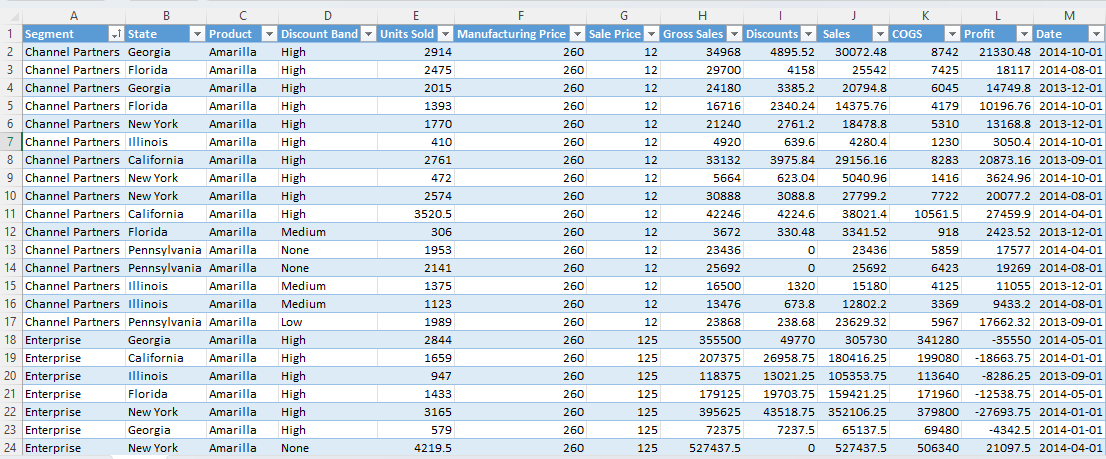 A B C D E F G H I J K L M
1 Segment State Product Discount Band Units Sold Manufacturing Price Sale Price Gross Sales Discounts Sales COGS Profit Date
2 Channel Partners Georgia Amarilla High 2914 260 12 34968 4895.52 30072.48 8742 21330.48 2014-10-01
3 Channel Partners Florida Amarilla High 2475 260 12 29700 4158 25542 7425 18117 2014-08-01
4 Channel Partners Georgia Amarilla High 2015 260 12 24180 3385.2 20794.8 6045 14749.8 2013-12-01
5 Channel Partners Florida Amarilla High 1393 260 12 16716 2340.24 14375.76 4179 10196.76 2014-10-01
6 Channel Partners New York Amarilla High 1770 260 12 21240 2761.2 18478.8 5310 13168.8 2013-12-01
7 Channel Partners Illinois Amarilla High 410 260 12 4920 639.6 4280.4 1230 3050.4 2014-10-01
8 Channel Partners California Amarilla High 2761 260 12 33132 3975.84 29156.16 8283 20873.16 2013-09-01
9 Channel Partners New York Amarilla High 472 260 12 5664 623.04 5040.96 1416 3624.96 2014-10-01
10 Channel Partners New York Amarilla High 2574 260 12 30888 3088.8 27799.2 7722 20077.2 2014-08-01
11 Channel Partners California Amarilla High 3520.5 260 12 42246 4224.6 38021.4 10561.5 27459.9 2014-04-01
12 Channel Partners Florida Amarilla Medium 306 260 12 3672 330.48 3341.52 918 2423.52 2013-12-01
13 Channel Partners Pennsylvania Amarilla None 1953 260 12 23436 0 23436 5859 17577 2014-04-01
14 Channel Partners Pennsylvania Amarilla None 2141 260 12 25692 0 25692 6423 19269 2014-08-01
15 Channel Partners Illinois Amarilla Medium 1375 260 12 16500 1320 15180 4125 11055 2013-12-01
16 Channel Partners Illinois Amarilla Medium 1123 260 12 13476 673.8 12802.2 3369 9433.2 2014-08-01
17 Channel Partners Pennsylvania Amarilla Low 1989 260 12 23868 238.68 23629.32 5967 17662.32 2013-09-01
18 Enterprise Georgia Amarilla High 2844 260 125 355500 49770 305730 341280 -35550 2014-05-01
19 Enterprise California Amarilla High 1659 260 125 207375 26958.75 180416.25 199080 -18663.75 2014-01-01
20 Enterprise Illinois Amarilla High 947 260 125 118375 13021.25 105353.75 113640 -8286.25 2013-09-01
21 Enterprise Florida Amarilla High 1433 260 125 179125 19703.75 159421.25 171960 -12538.75 2014-05-01
22 Enterprise New York Amarilla High 3165 260 125 395625 43518.75 352106.25 379800 -27693.75 2014-01-01
23 Enterprise Georgia Amarilla High 579 260 125 72375 7237.5 65137.5 69480 -4342.5 2014-01-01
24 Enterprise New York Amarilla None 4219.5 260 125 527437.5 0 527437.5 506340 21097.5 2014-04-01